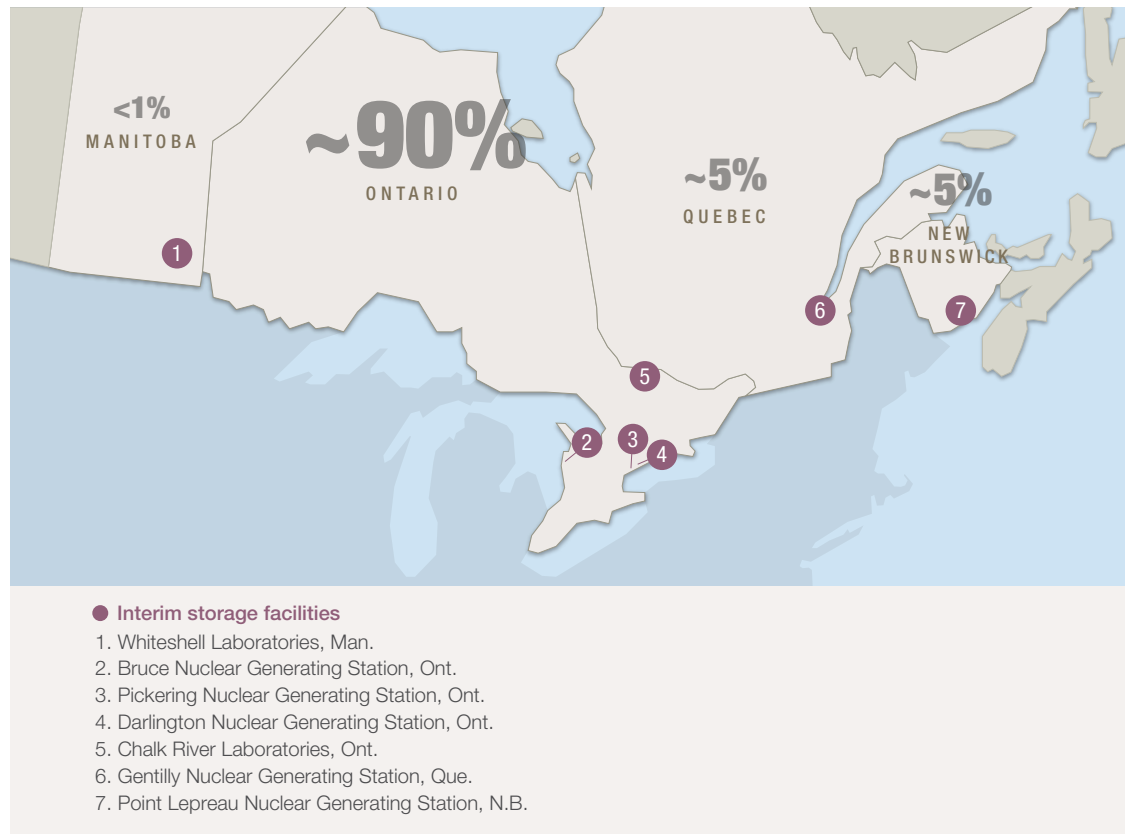 <1%
MANITOBA
~90%
ONTARIO
~5%
QUEBEC
~5%
NEW
BRUNSWICK
1
2
3
4
5
6
7
Interim storage facilities
1. Whiteshell Laboratories, Man.
2. Bruce Nuclear Generating Station, Ont.
3. Pickering Nuclear Generating Station, Ont.
4. Darlington Nuclear Generating Station, Ont.
5. Chalk River Laboratories, Ont.
6. Gentilly Nuclear Generating Station, Que.
7. Point Lepreau Nuclear Generating Station, N.B.